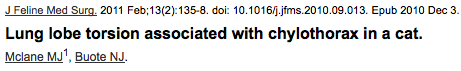 J Feline Med Surg. 2011 Feb;13(2):135-8. doi: 10.1016/j.jfms.2010.09.013. Epub 2010 Dec 3.
Lung lobe torsion associated with chylothorax in a cat.
Mclane MJ1, Buote NJ.